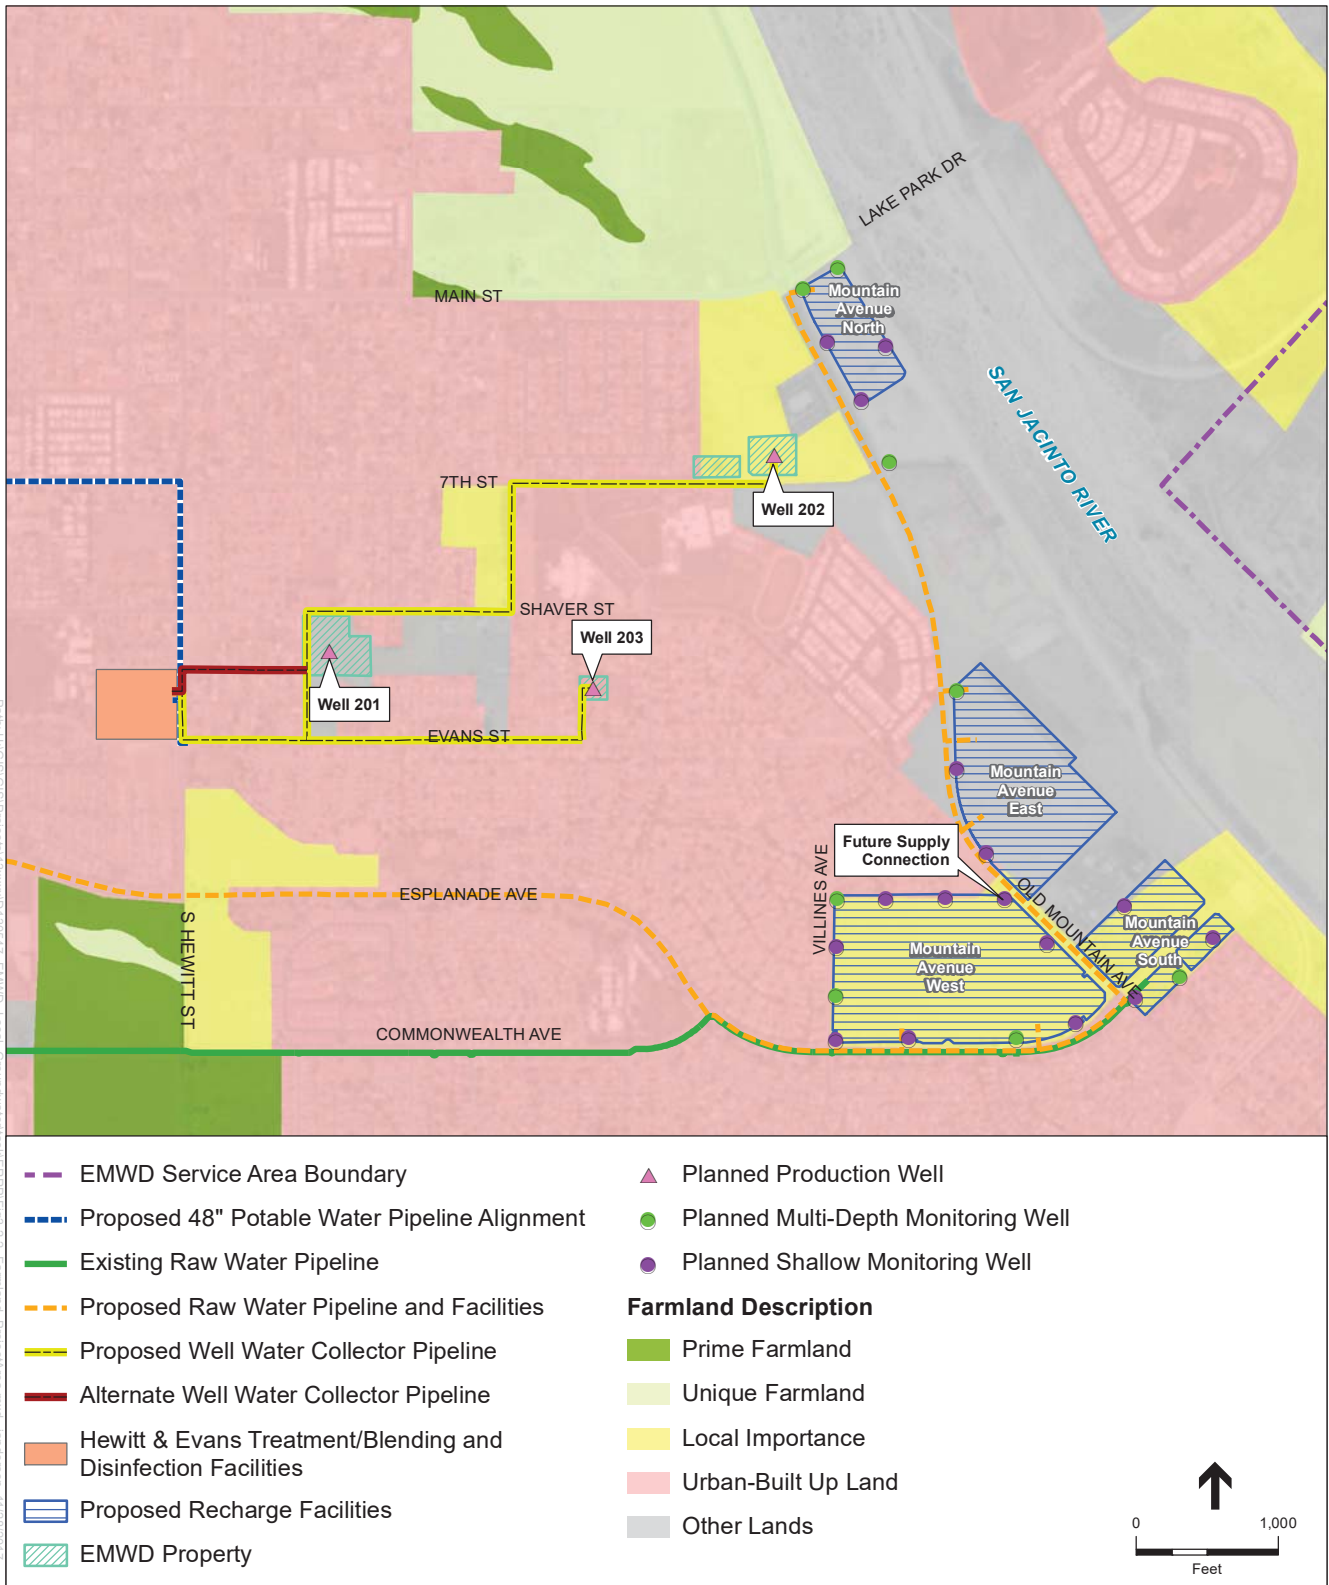 LAKE PARK DR
MAIN ST
Mountain
Avenue
North
SAN JACINTO RIVER
7TH ST
Well 202
SHAVER ST
Well 203
Well 201
EVANS ST
Mountain
Avenue
East
Future Supply
Connection
VILLINES AVE
OLD MOUNTAIN AVE
ESPLANADE AVE
S HEWITT ST
Mountain
Avenue
West
Mountain
Avenue
South
COMMONWEALTH AVE
EMWD Service Area Boundary
Proposed 48" Potable Water Pipeline Alignment
Existing Raw Water Pipeline
Proposed Raw Water Pipeline and Facilities
Proposed Well Water Collector Pipeline
Alternate Well Water Collector Pipeline
Hewitt & Evans Treatment/Blending and
Disinfection Facilities
Proposed Recharge Facilities
EMWD Property
Planned Production Well
Planned Multi-Depth Monitoring Well
Planned Shallow Monitoring Well
Farmland Description
Prime Farmland
Unique Farmland
Local Importance
Urban-Built Up Land
Other Lands
0 1,000
Feet